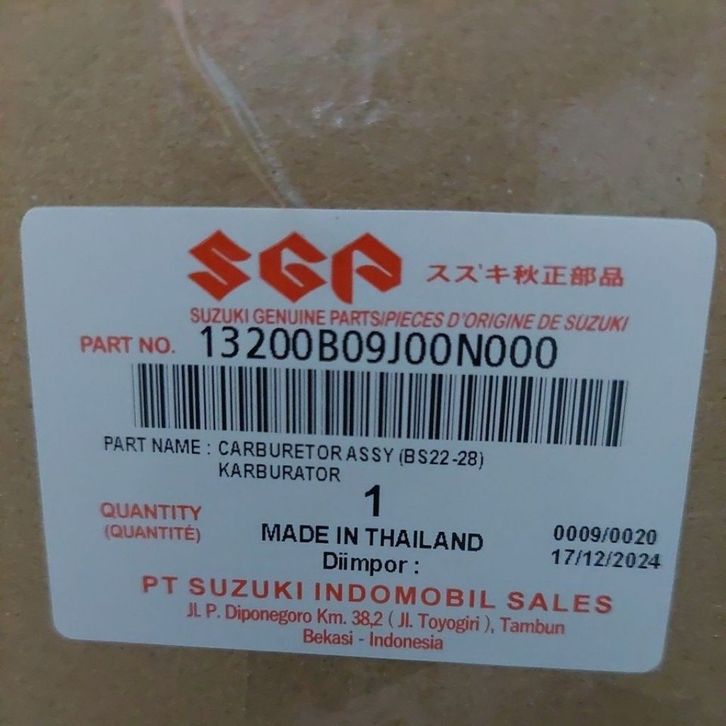 SGP スズキ秋正部品
SUZUKI GENUINE PARTS/PIECES D'ORIGINE DE SUZUKI
PART NO. 13200B09J00N000
PART NAME : CARBURETOR ASSY (BS22-28)
KARBURATOR
QUANTITY 1
(QUANTITÉ) MADE IN THAILAND 0009/0020
Diimpor : 17/12/2024
PT SUZUKI INDOMOBIL SALES
Jl. P. Diponegoro Km. 38,2 ( Jl. Toyogiri ), Tambun
Bekasi - Indonesia